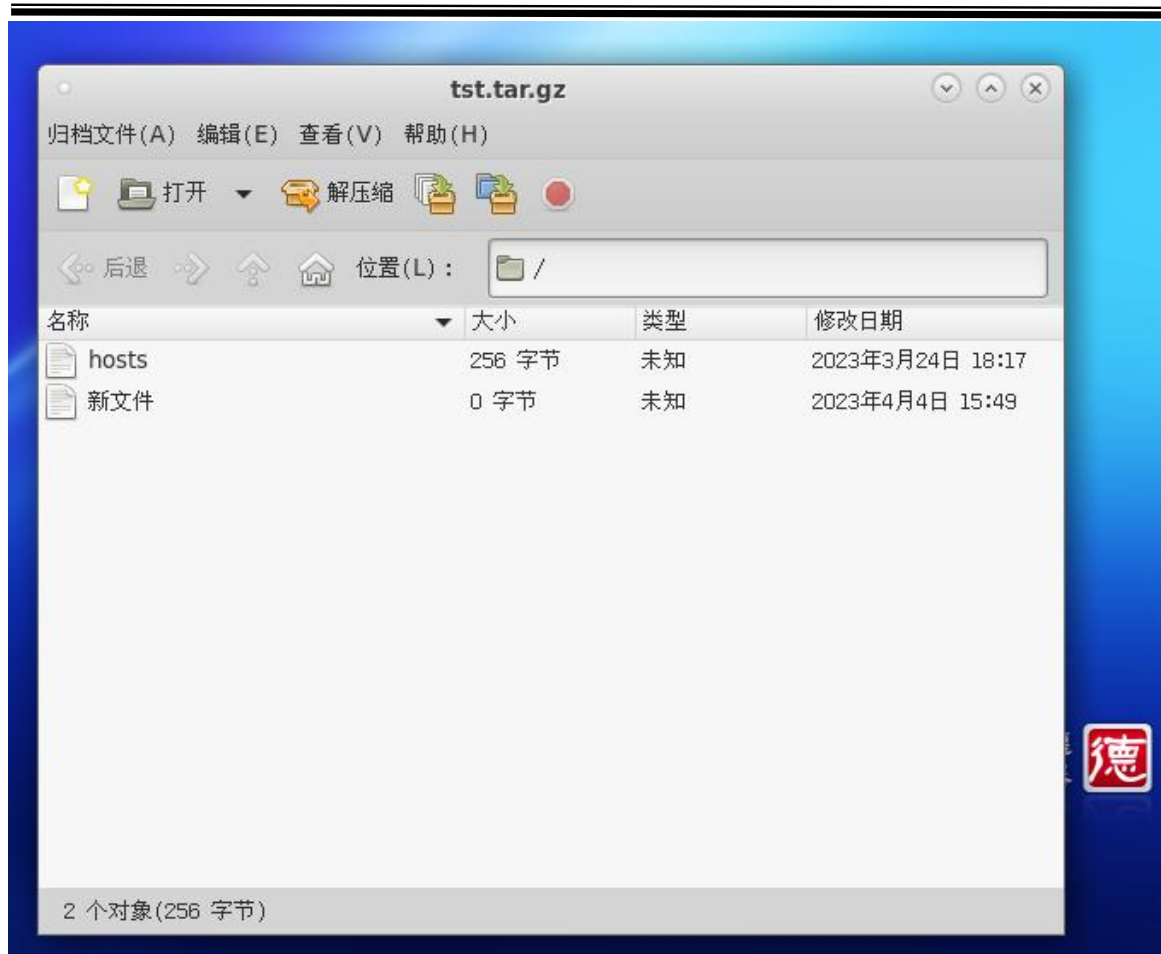 tst.tar.gz
归档文件(A) 编辑(E) 查看(V) 帮助(H)
打开 解压缩
后退 位置(L)： /
名称 大小 类型 修改日期
hosts 256 字节 未知 2023年3月24日 18:17
新文件 0 字节 未知 2023年4月4日 15:49
德
2 个对象(256 字节)